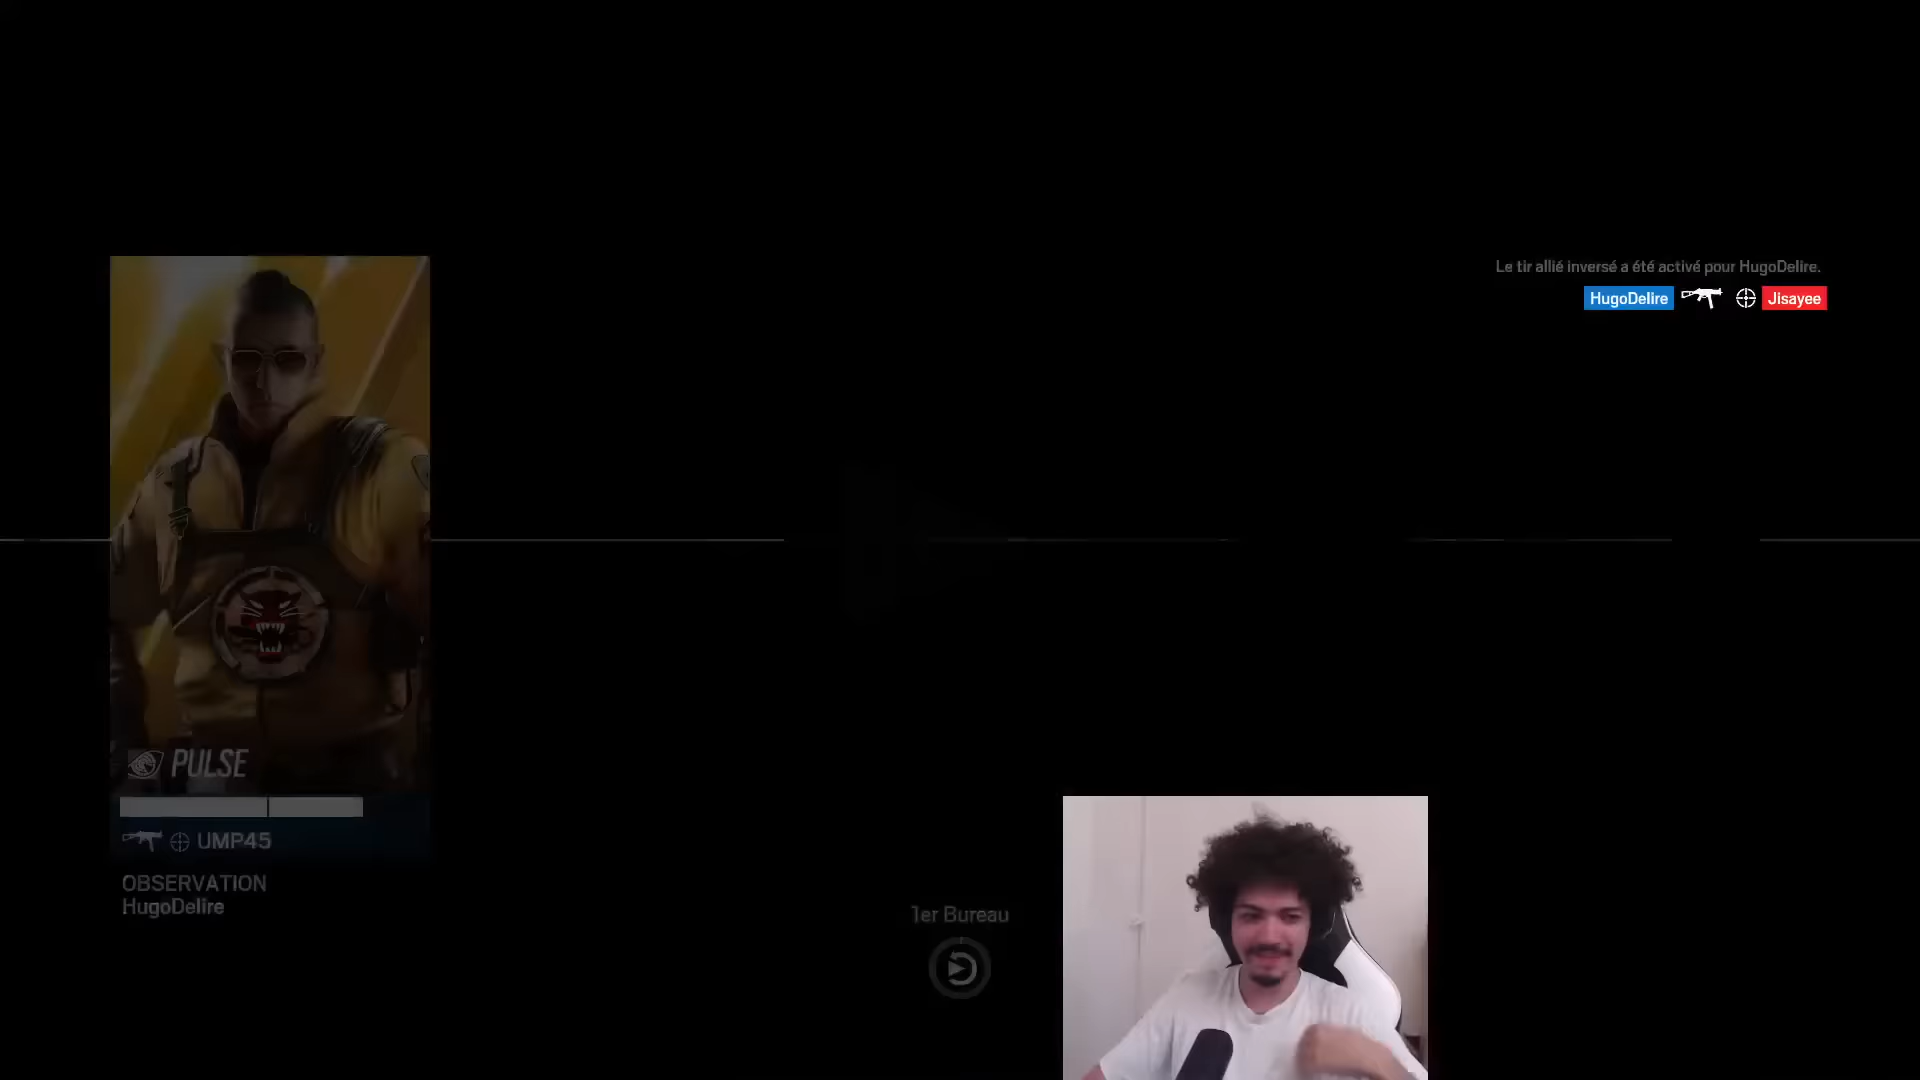 Le tir allié inversé a été activé pour HugoDelire.
HugoDelire Jisayee
PULSE
UMP45
OBSERVATION
HugoDelire
1er Bureau